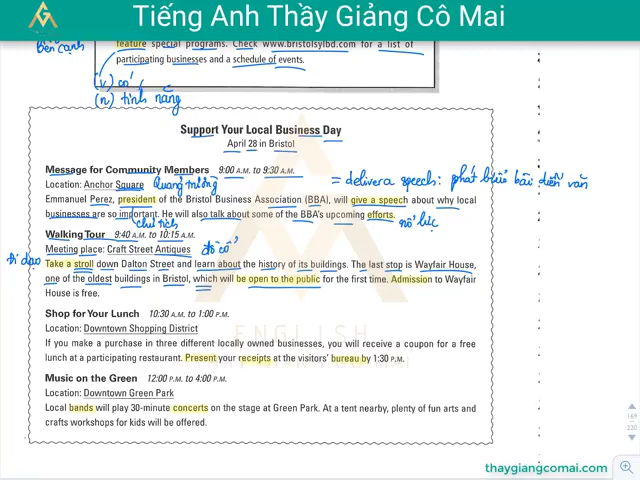 Tiếng Anh Thầy Giảng Cô Mai
bên cạnh
feature special programs. Check www.bristolsylbd.com for a list of
participating businesses and a schedule of events.
(v) có
(n) tính năng
Support Your Local Business Day
April 28 in Bristol
Message for Community Members 9:00 A.M. to 9:30 A.M.
Location: Anchor Square quảng trường = deliver a speech: phát biểu bài diễn văn
Emmanuel Perez, president of the Bristol Business Association (BBA), will give a speech about why local
businesses are so important. He will also talk about some of the BBA's upcoming efforts.
chủ tịch nỗ lực
Walking Tour 9:40 A.M. to 10:15 A.M.
Meeting place: Craft Street Antiques đồ cổ
đi dạo Take a stroll down Dalton Street and learn about the history of its buildings. The last stop is Wayfair House,
one of the oldest buildings in Bristol, which will be open to the public for the first time. Admission to Wayfair
House is free.
Shop for Your Lunch 10:30 A.M. to 1:00 P.M.
Location: Downtown Shopping District
If you make a purchase in three different locally owned businesses, you will receive a coupon for a free
lunch at a participating restaurant. Present your receipts at the visitors' bureau by 1:30 P.M.
Music on the Green 12:00 P.M. to 4:00 P.M.
Location: Downtown Green Park
Local bands will play 30-minute concerts on the stage at Green Park. At a tent nearby, plenty of fun arts and
crafts workshops for kids will be offered.
ENGLISH
169
220
thaygiangcomai.com